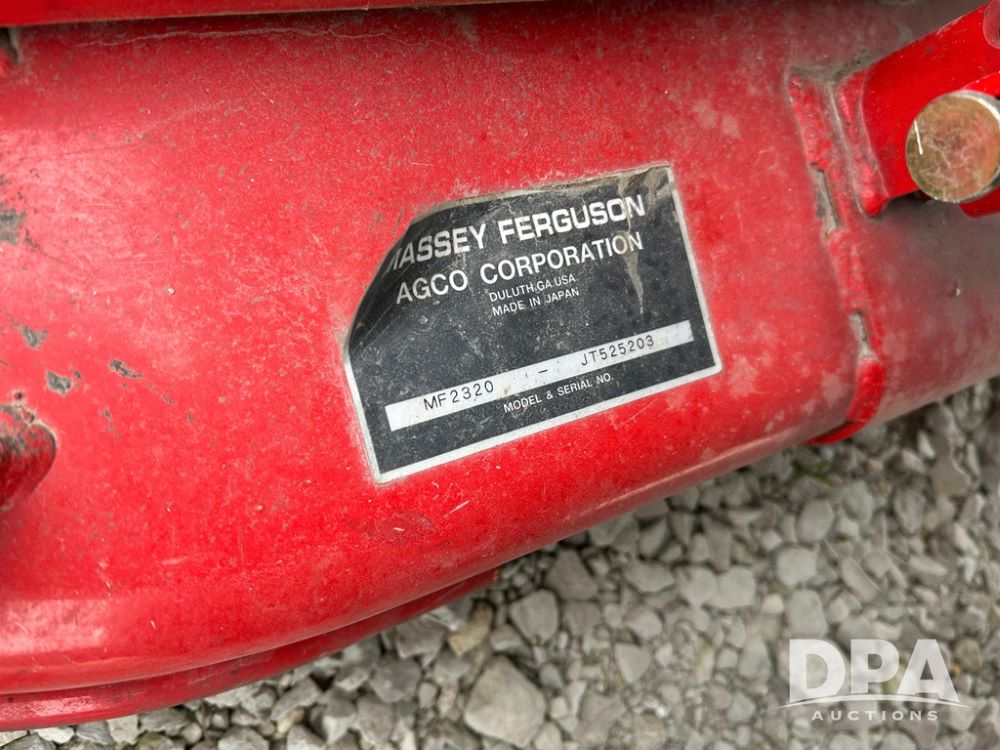 MASSEY FERGUSON
AGCO CORPORATION
DULUTH,GA.USA
MADE IN JAPAN
MF2320 - JT525203
MODEL & SERIAL NO.
DPA
AUCTIONS